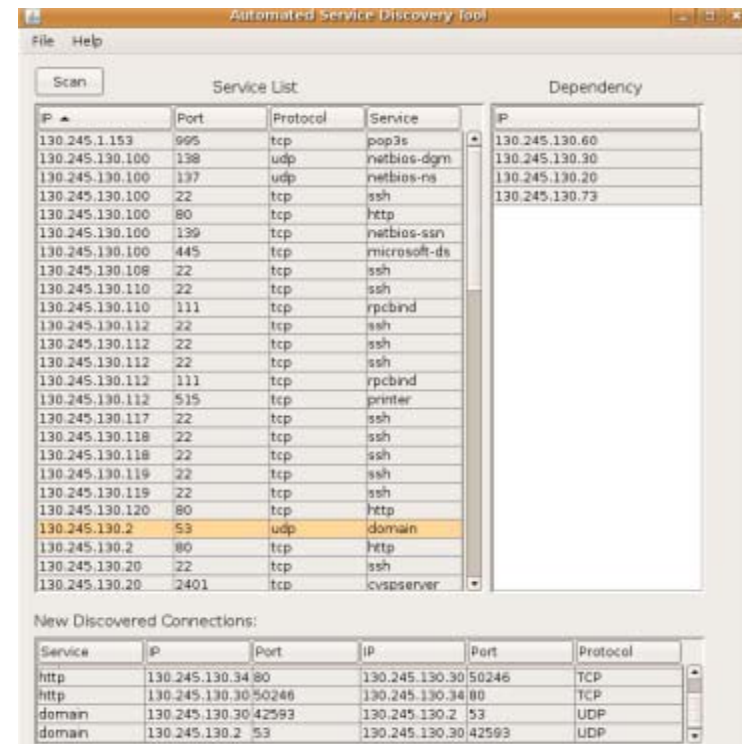 Automated Service Discovery Tool
File Help
Scan
Service List
Dependency
IP Port Protocol Service
130.245.1.153 995 tcp pop3s
130.245.130.100 138 udp netbios-dgm
130.245.130.100 137 udp netbios-ns
130.245.130.100 22 tcp ssh
130.245.130.100 80 tcp http
130.245.130.100 139 tcp netbios-ssn
130.245.130.100 445 tcp microsoft-ds
130.245.130.108 22 tcp ssh
130.245.130.110 22 tcp ssh
130.245.130.110 111 tcp rpcbind
130.245.130.112 22 tcp ssh
130.245.130.112 22 tcp ssh
130.245.130.112 22 tcp ssh
130.245.130.112 111 tcp rpcbind
130.245.130.112 515 tcp printer
130.245.130.117 22 tcp ssh
130.245.130.118 22 tcp ssh
130.245.130.118 22 tcp ssh
130.245.130.119 22 tcp ssh
130.245.130.119 22 tcp ssh
130.245.130.120 80 tcp http
130.245.130.2 53 udp domain
130.245.130.2 80 tcp http
130.245.130.20 22 tcp ssh
130.245.130.20 2401 tcp cvspserver
IP
130.245.130.60
130.245.130.30
130.245.130.20
130.245.130.73
New Discovered Connections:
Service IP Port IP Port Protocol
http 130.245.130.34 80 130.245.130.30 50246 TCP
http 130.245.130.30 50246 130.245.130.34 80 TCP
domain 130.245.130.30 42593 130.245.130.2 53 UDP
domain 130.245.130.2 53 130.245.130.30 42593 UDP